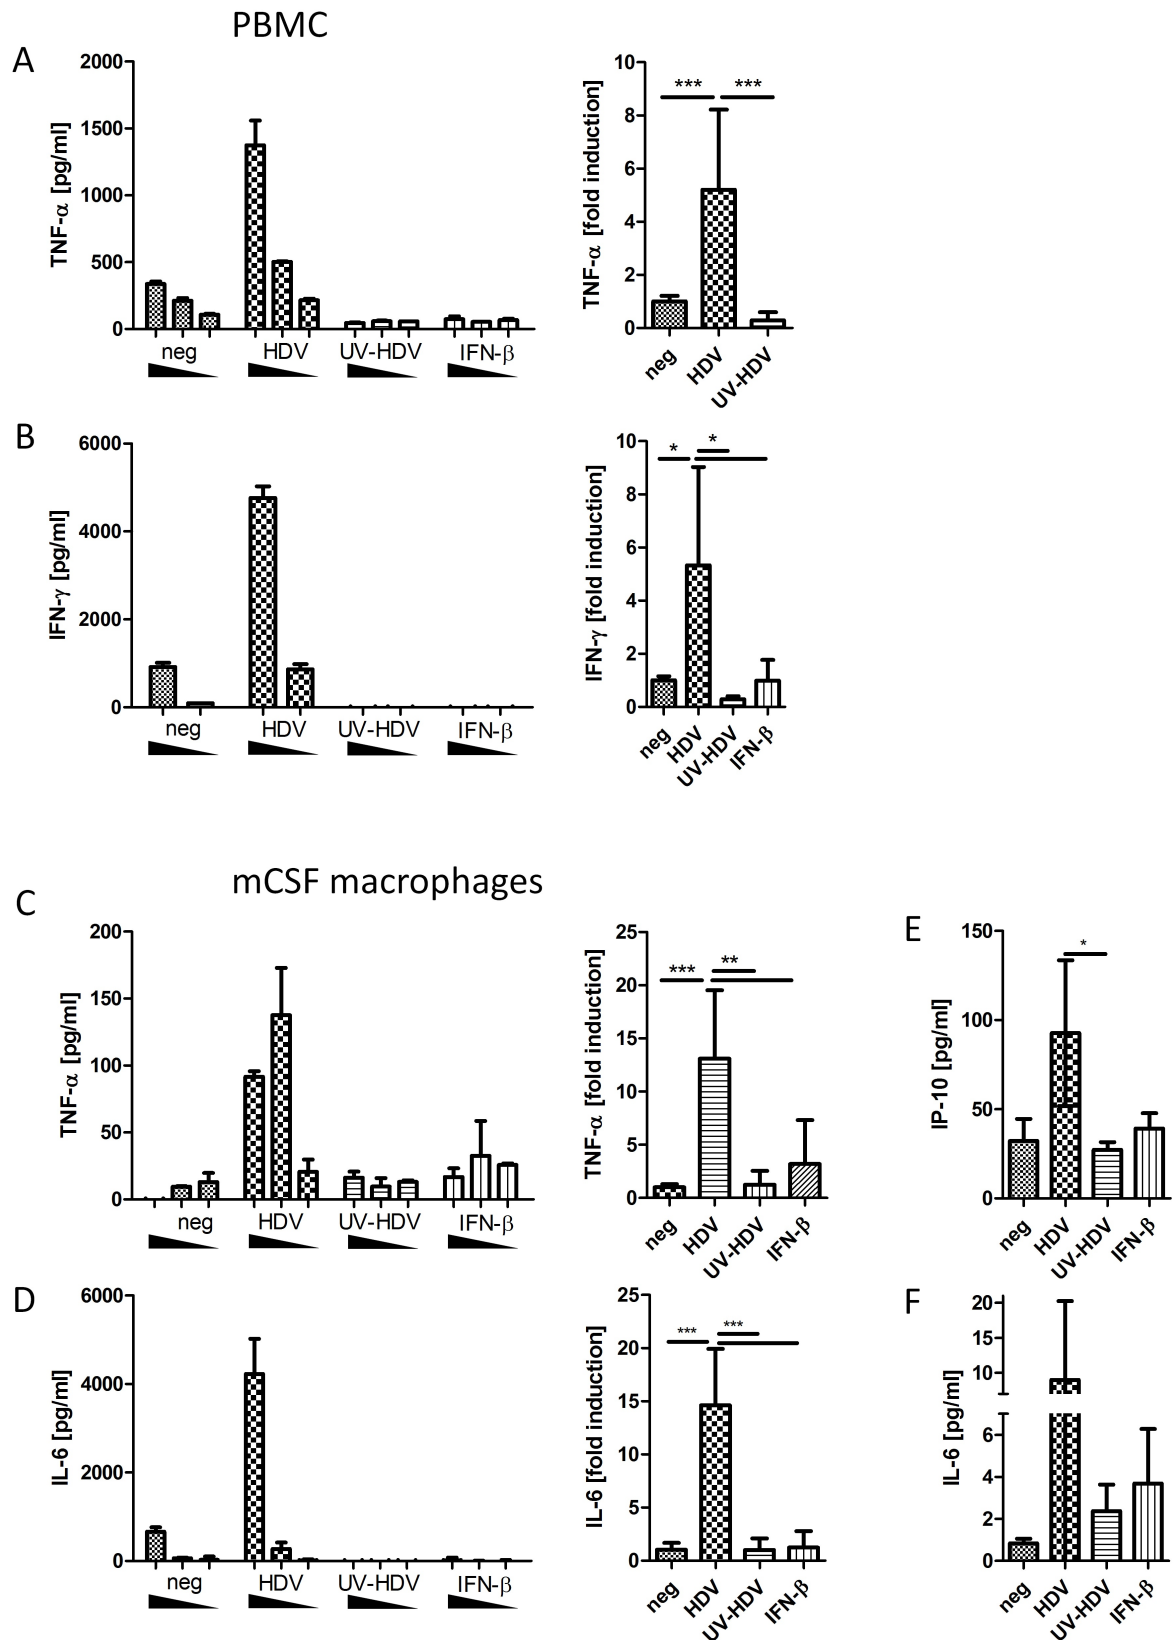 PBMC
A
TNF-α [pg/ml]
2000
1500
1000
500
0
neg HDV UV-HDV IFN-β
TNF-α [fold induction]
10
8
6
4
2
0
*** ***
neg HDV UV-HDV
B
IFN-γ [pg/ml]
6000
4000
2000
0
neg HDV UV-HDV IFN-β
IFN-γ [fold induction]
10
8
6
4
2
0
* *
neg HDV UV-HDV IFN-β
mCSF macrophages
C
TNF-α [pg/ml]
200
150
100
50
0
neg HDV UV-HDV IFN-β
TNF-α [fold induction]
25
20
15
10
5
0
*** **
neg HDV UV-HDV IFN-β
E
IP-10 [pg/ml]
150
100
50
0
*
neg HDV UV-HDV IFN-β
D
IL-6 [pg/ml]
6000
4000
2000
0
neg HDV UV-HDV IFN-β
IL-6 [fold induction]
25
20
15
10
5
0
*** ***
neg HDV UV-HDV IFN-β
F
IL-6 [pg/ml]
20
15
10
6
4
2
0
neg HDV UV-HDV IFN-β